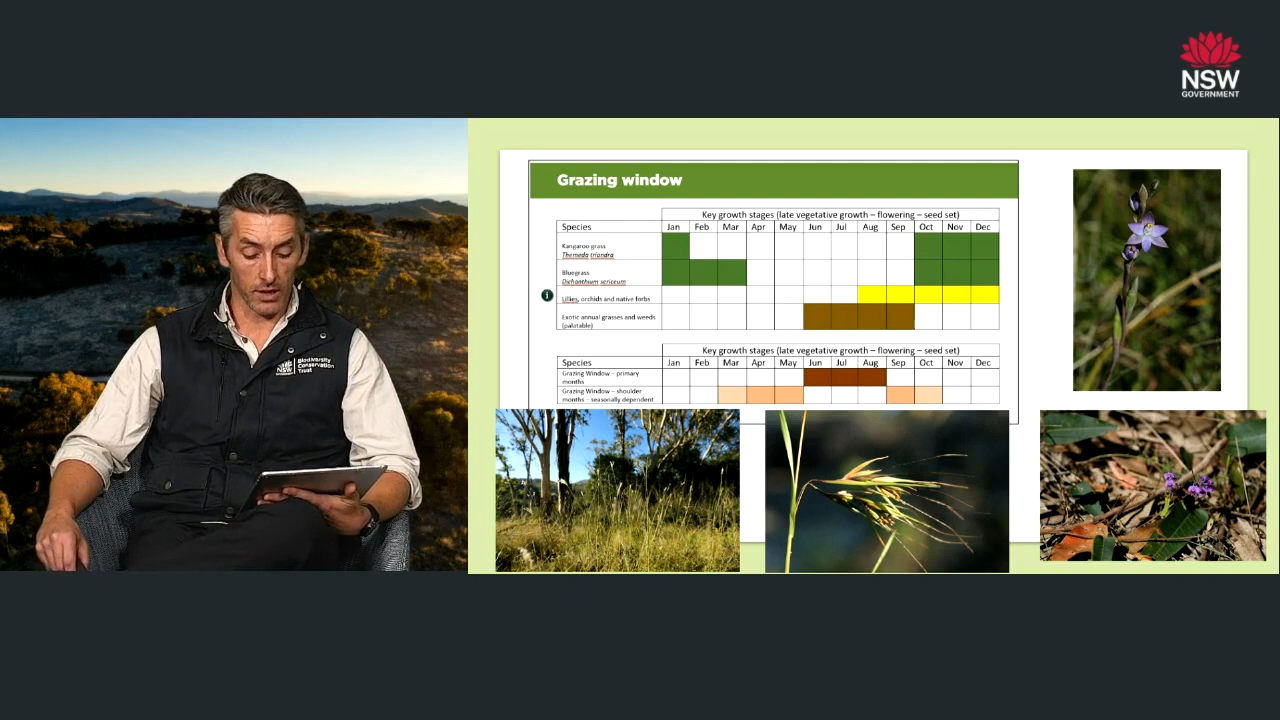 NSW
GOVERNMENT
Grazing window
Key growth stages (late vegetative growth – flowering – seed set)
Species Jan Feb Mar Apr May Jun Jul Aug Sep Oct Nov Dec
Kangaroo grass
Themeda triandra
Bluegrass
Dichanthium sericeum
i
Lillies, orchids and native forbs
Exotic annual grasses and weeds
(palatable)
Key growth stages (late vegetative growth – flowering – seed set)
Species Jan Feb Mar Apr May Jun Jul Aug Sep Oct Nov Dec
Grazing Window – primary
months
Grazing Window – shoulder
months – seasonally dependent
NSW
Biodiversity
Conservation
Trust